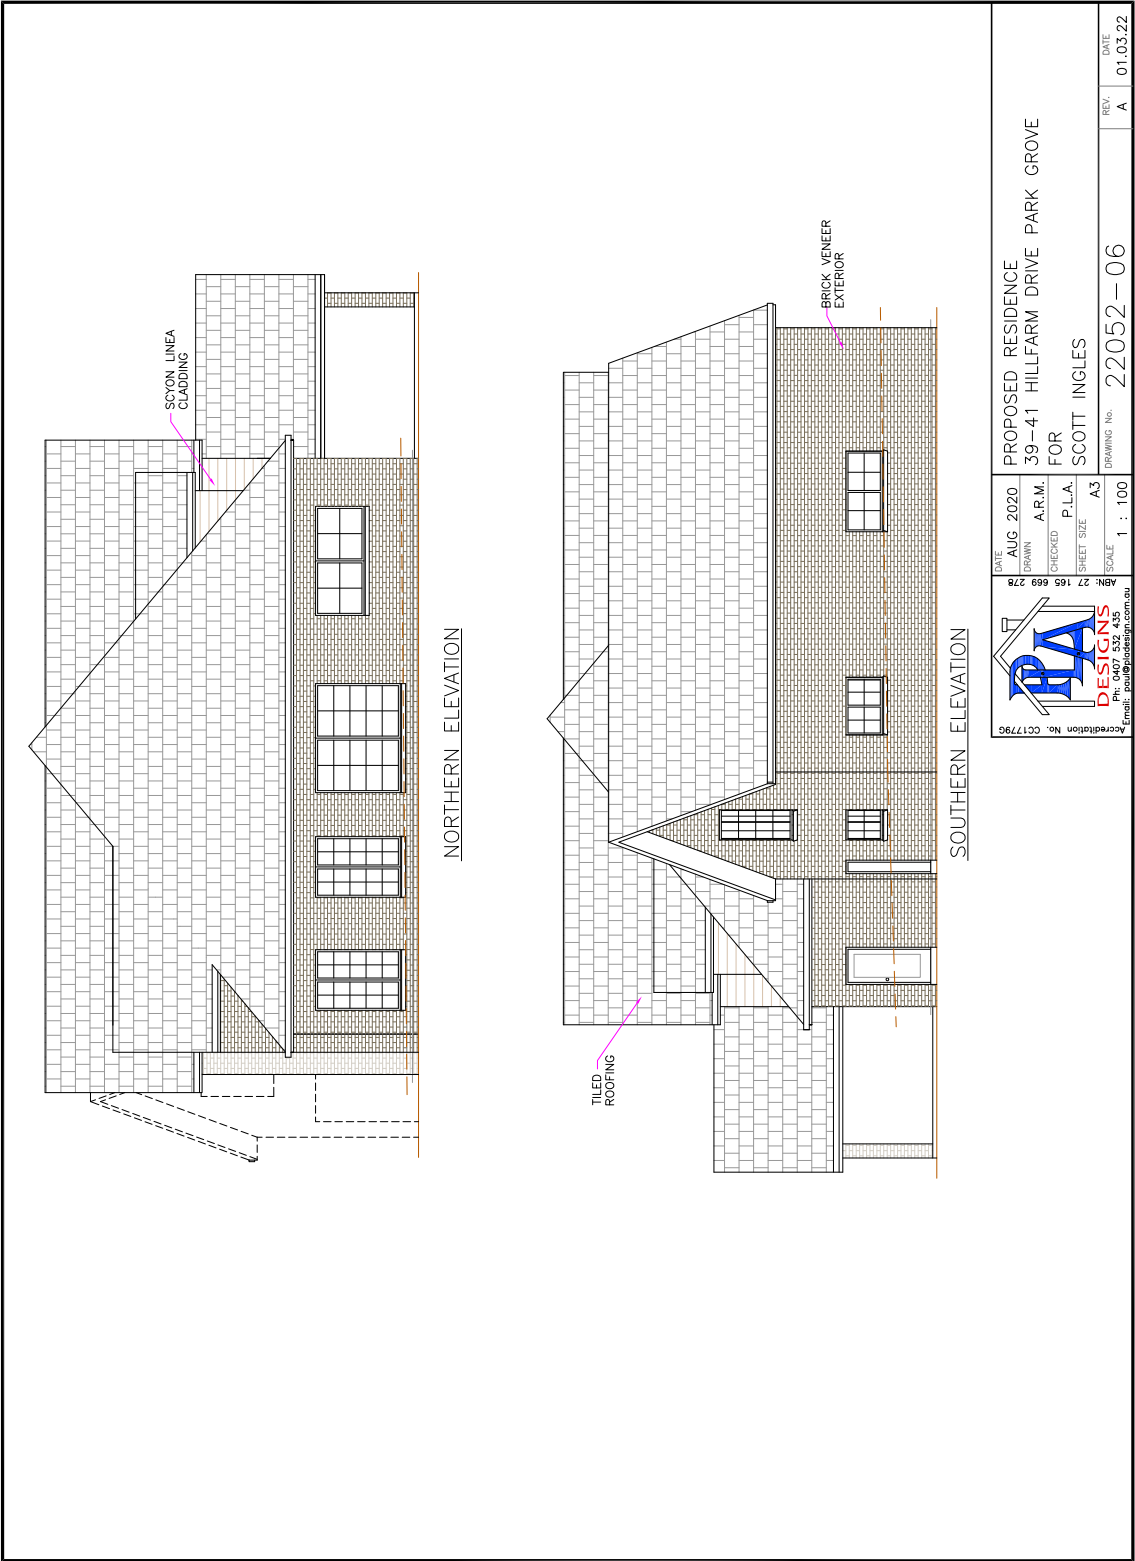 SCYON LINEA
CLADDING
NORTHERN ELEVATION
BRICK VENEER
EXTERIOR
TILED
ROOFING
SOUTHERN ELEVATION
Accreditation No. CC1779G
PLA
DESIGNS
Ph: 0407 532 435
Email: paul@pladesign.com.au
ABN: 27 165 669 278
DATE
AUG 2020
DRAWN
A.R.M.
CHECKED
P.L.A.
SHEET SIZE
A3
SCALE
1 : 100
PROPOSED RESIDENCE
39-41 HILLFARM DRIVE PARK GROVE
FOR
SCOTT INGLES
DRAWING No.
22052-06
REV.
A
DATE
01.03.22